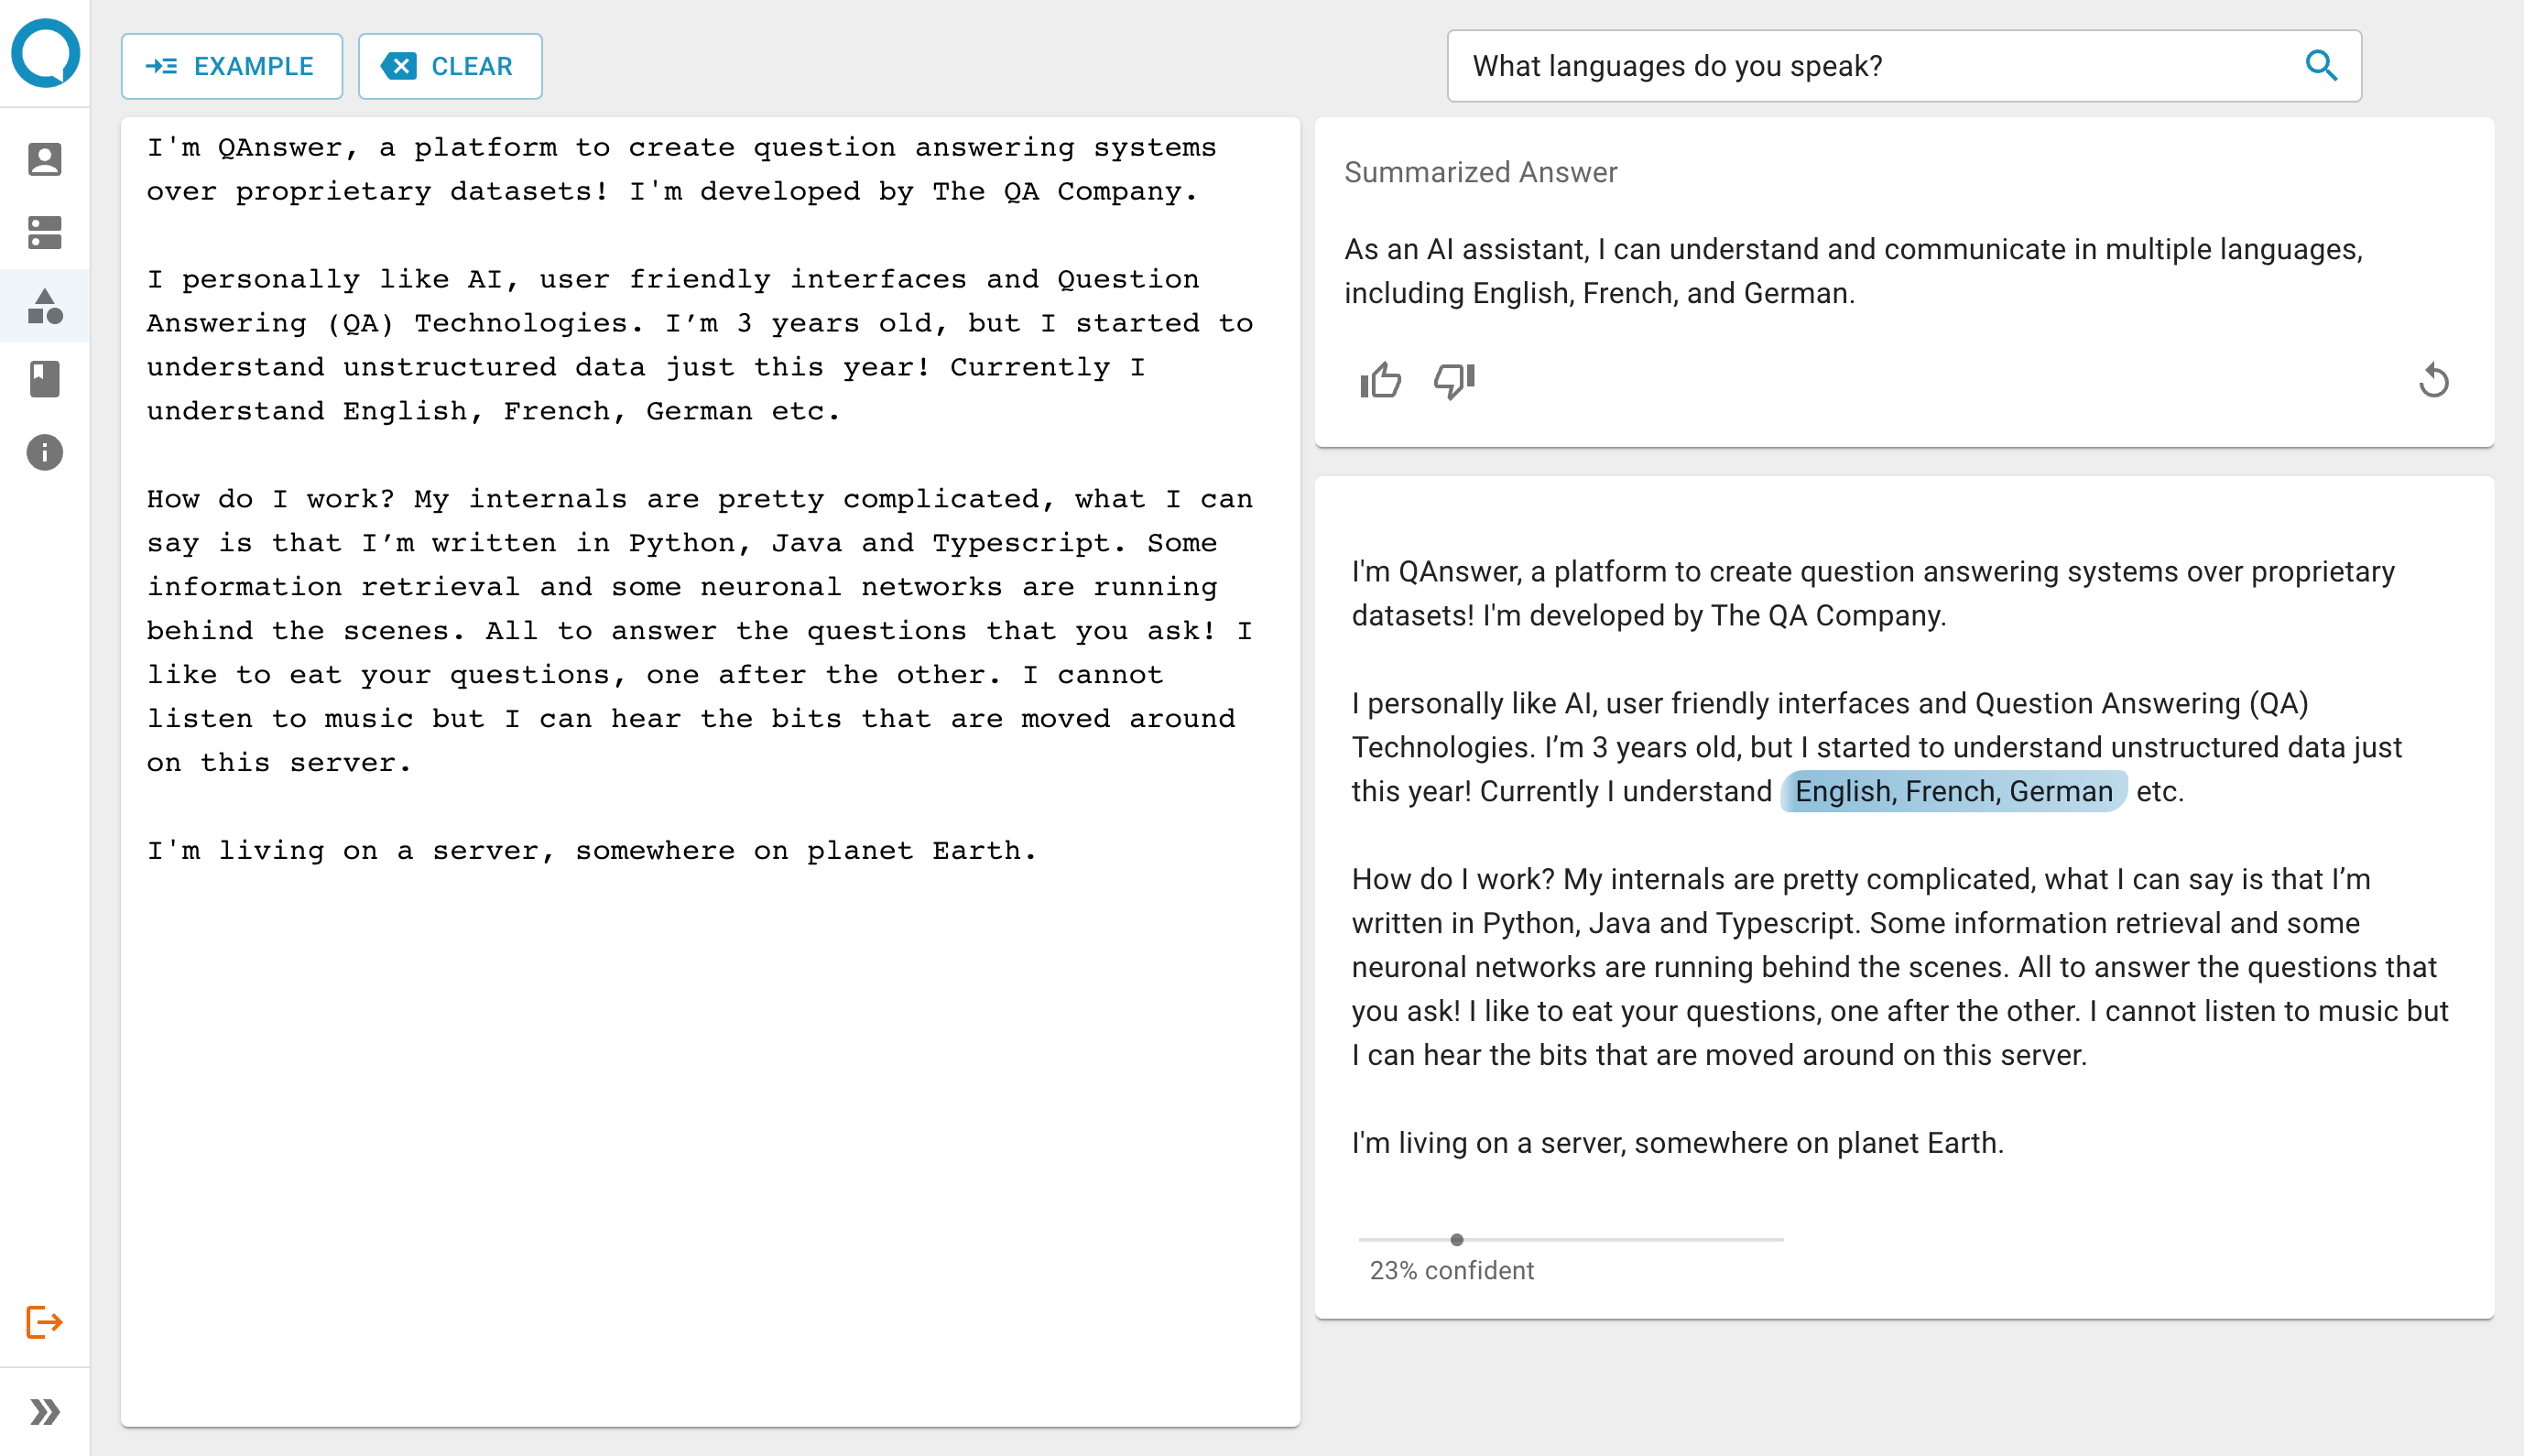 EXAMPLE
CLEAR
What languages do you speak?
I'm QAnswer, a platform to create question answering systems
over proprietary datasets! I'm developed by The QA Company.
I personally like AI, user friendly interfaces and Question
Answering (QA) Technologies. I’m 3 years old, but I started to
understand unstructured data just this year! Currently I
understand English, French, German etc.
How do I work? My internals are pretty complicated, what I can
say is that I’m written in Python, Java and Typescript. Some
information retrieval and some neuronal networks are running
behind the scenes. All to answer the questions that you ask! I
like to eat your questions, one after the other. I cannot
listen to music but I can hear the bits that are moved around
on this server.
I'm living on a server, somewhere on planet Earth.
Summarized Answer
As an AI assistant, I can understand and communicate in multiple languages,
including English, French, and German.
I'm QAnswer, a platform to create question answering systems over proprietary
datasets! I'm developed by The QA Company.
I personally like AI, user friendly interfaces and Question Answering (QA)
Technologies. I’m 3 years old, but I started to understand unstructured data just
this year! Currently I understand English, French, German etc.
How do I work? My internals are pretty complicated, what I can say is that I’m
written in Python, Java and Typescript. Some information retrieval and some
neuronal networks are running behind the scenes. All to answer the questions that
you ask! I like to eat your questions, one after the other. I cannot listen to music but
I can hear the bits that are moved around on this server.
I'm living on a server, somewhere on planet Earth.
23% confident